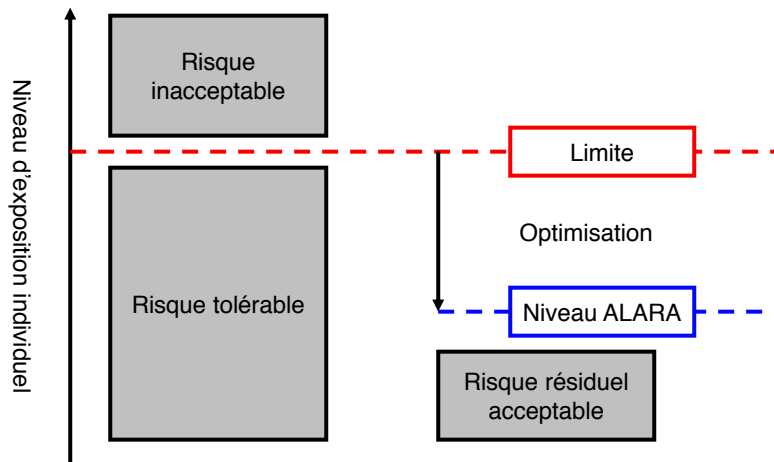 Niveau d'exposition individuel
Risque
inacceptable
Limite
Optimisation
Risque tolérable
Niveau ALARA
Risque résiduel
acceptable